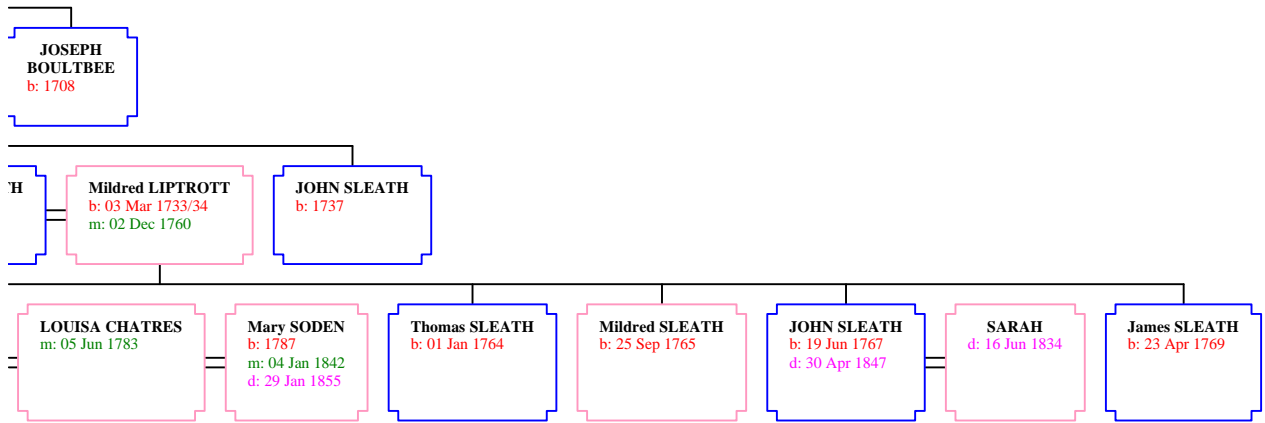 JOSEPH
BOULTBEE
b: 1708
TH
Mildred LIPTROTT
b: 03 Mar 1733/34
m: 02 Dec 1760
JOHN SLEATH
b: 1737
LOUISA CHATRES
m: 05 Jun 1783
Mary SODEN
b: 1787
m: 04 Jan 1842
d: 29 Jan 1855
Thomas SLEATH
b: 01 Jan 1764
Mildred SLEATH
b: 25 Sep 1765
JOHN SLEATH
b: 19 Jun 1767
d: 30 Apr 1847
SARAH
d: 16 Jun 1834
James SLEATH
b: 23 Apr 1769